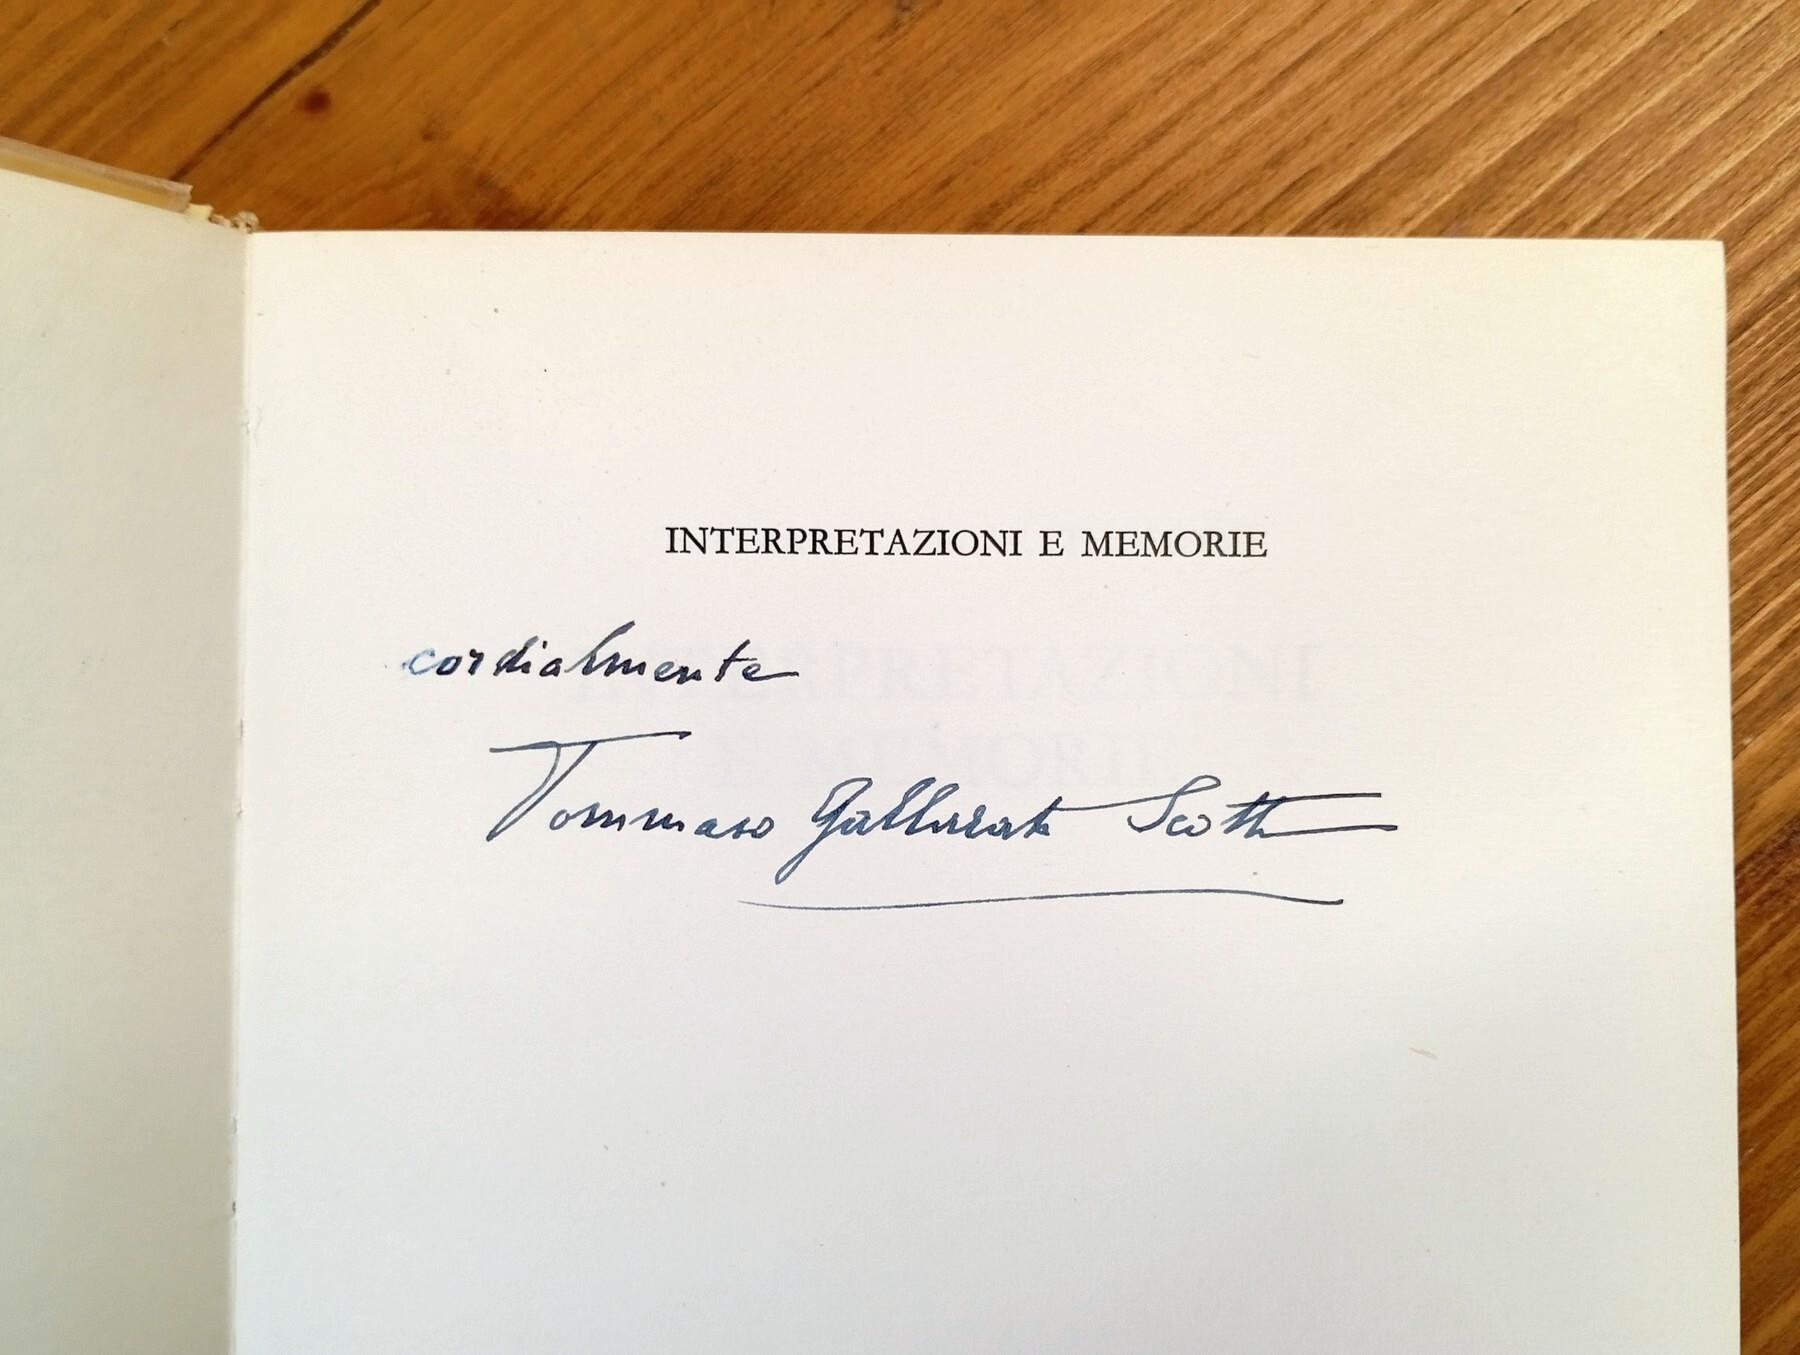 INTERPRETAZIONI E MEMORIE
cordialmente
Tommaso Gallarati Scotti